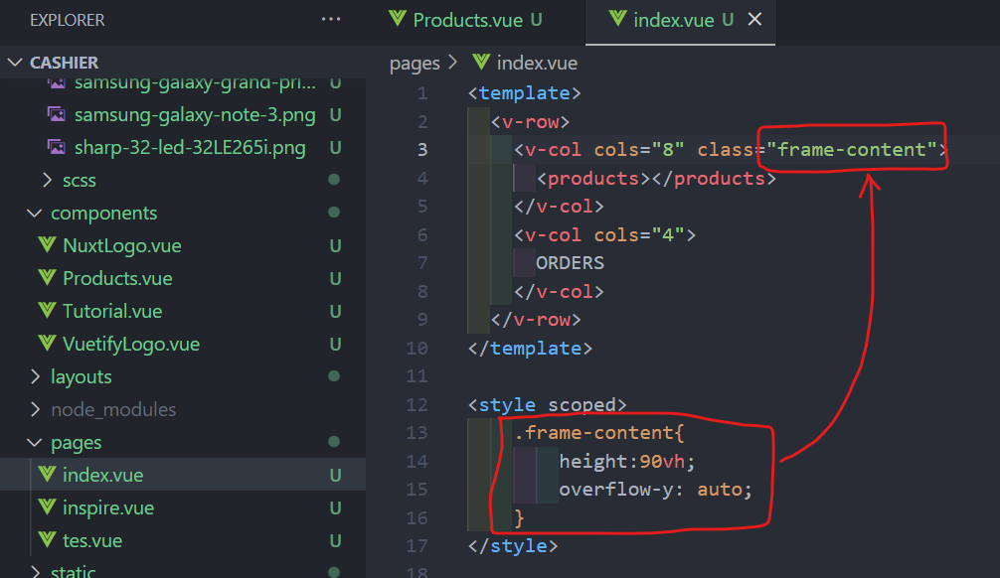 EXPLORER
CASHIER
samsung-galaxy-grand-pri... U
samsung-galaxy-note-3.png U
sharp-32-led-32LE265i.png U
scss
components
NuxtLogo.vue U
Products.vue U
Tutorial.vue U
VuetifyLogo.vue U
layouts
node_modules
pages
index.vue U
inspire.vue U
tes.vue U
static
Products.vue U
index.vue U
pages > index.vue
1 <template>
2 <v-row>
3 <v-col cols="8" class="frame-content">
4 <products></products>
5 </v-col>
6 <v-col cols="4">
7 ORDERS
8 </v-col>
9 </v-row>
10 </template>
11
12 <style scoped>
13 .frame-content{
14 height:90vh;
15 overflow-y: auto;
16 }
17 </style>
18